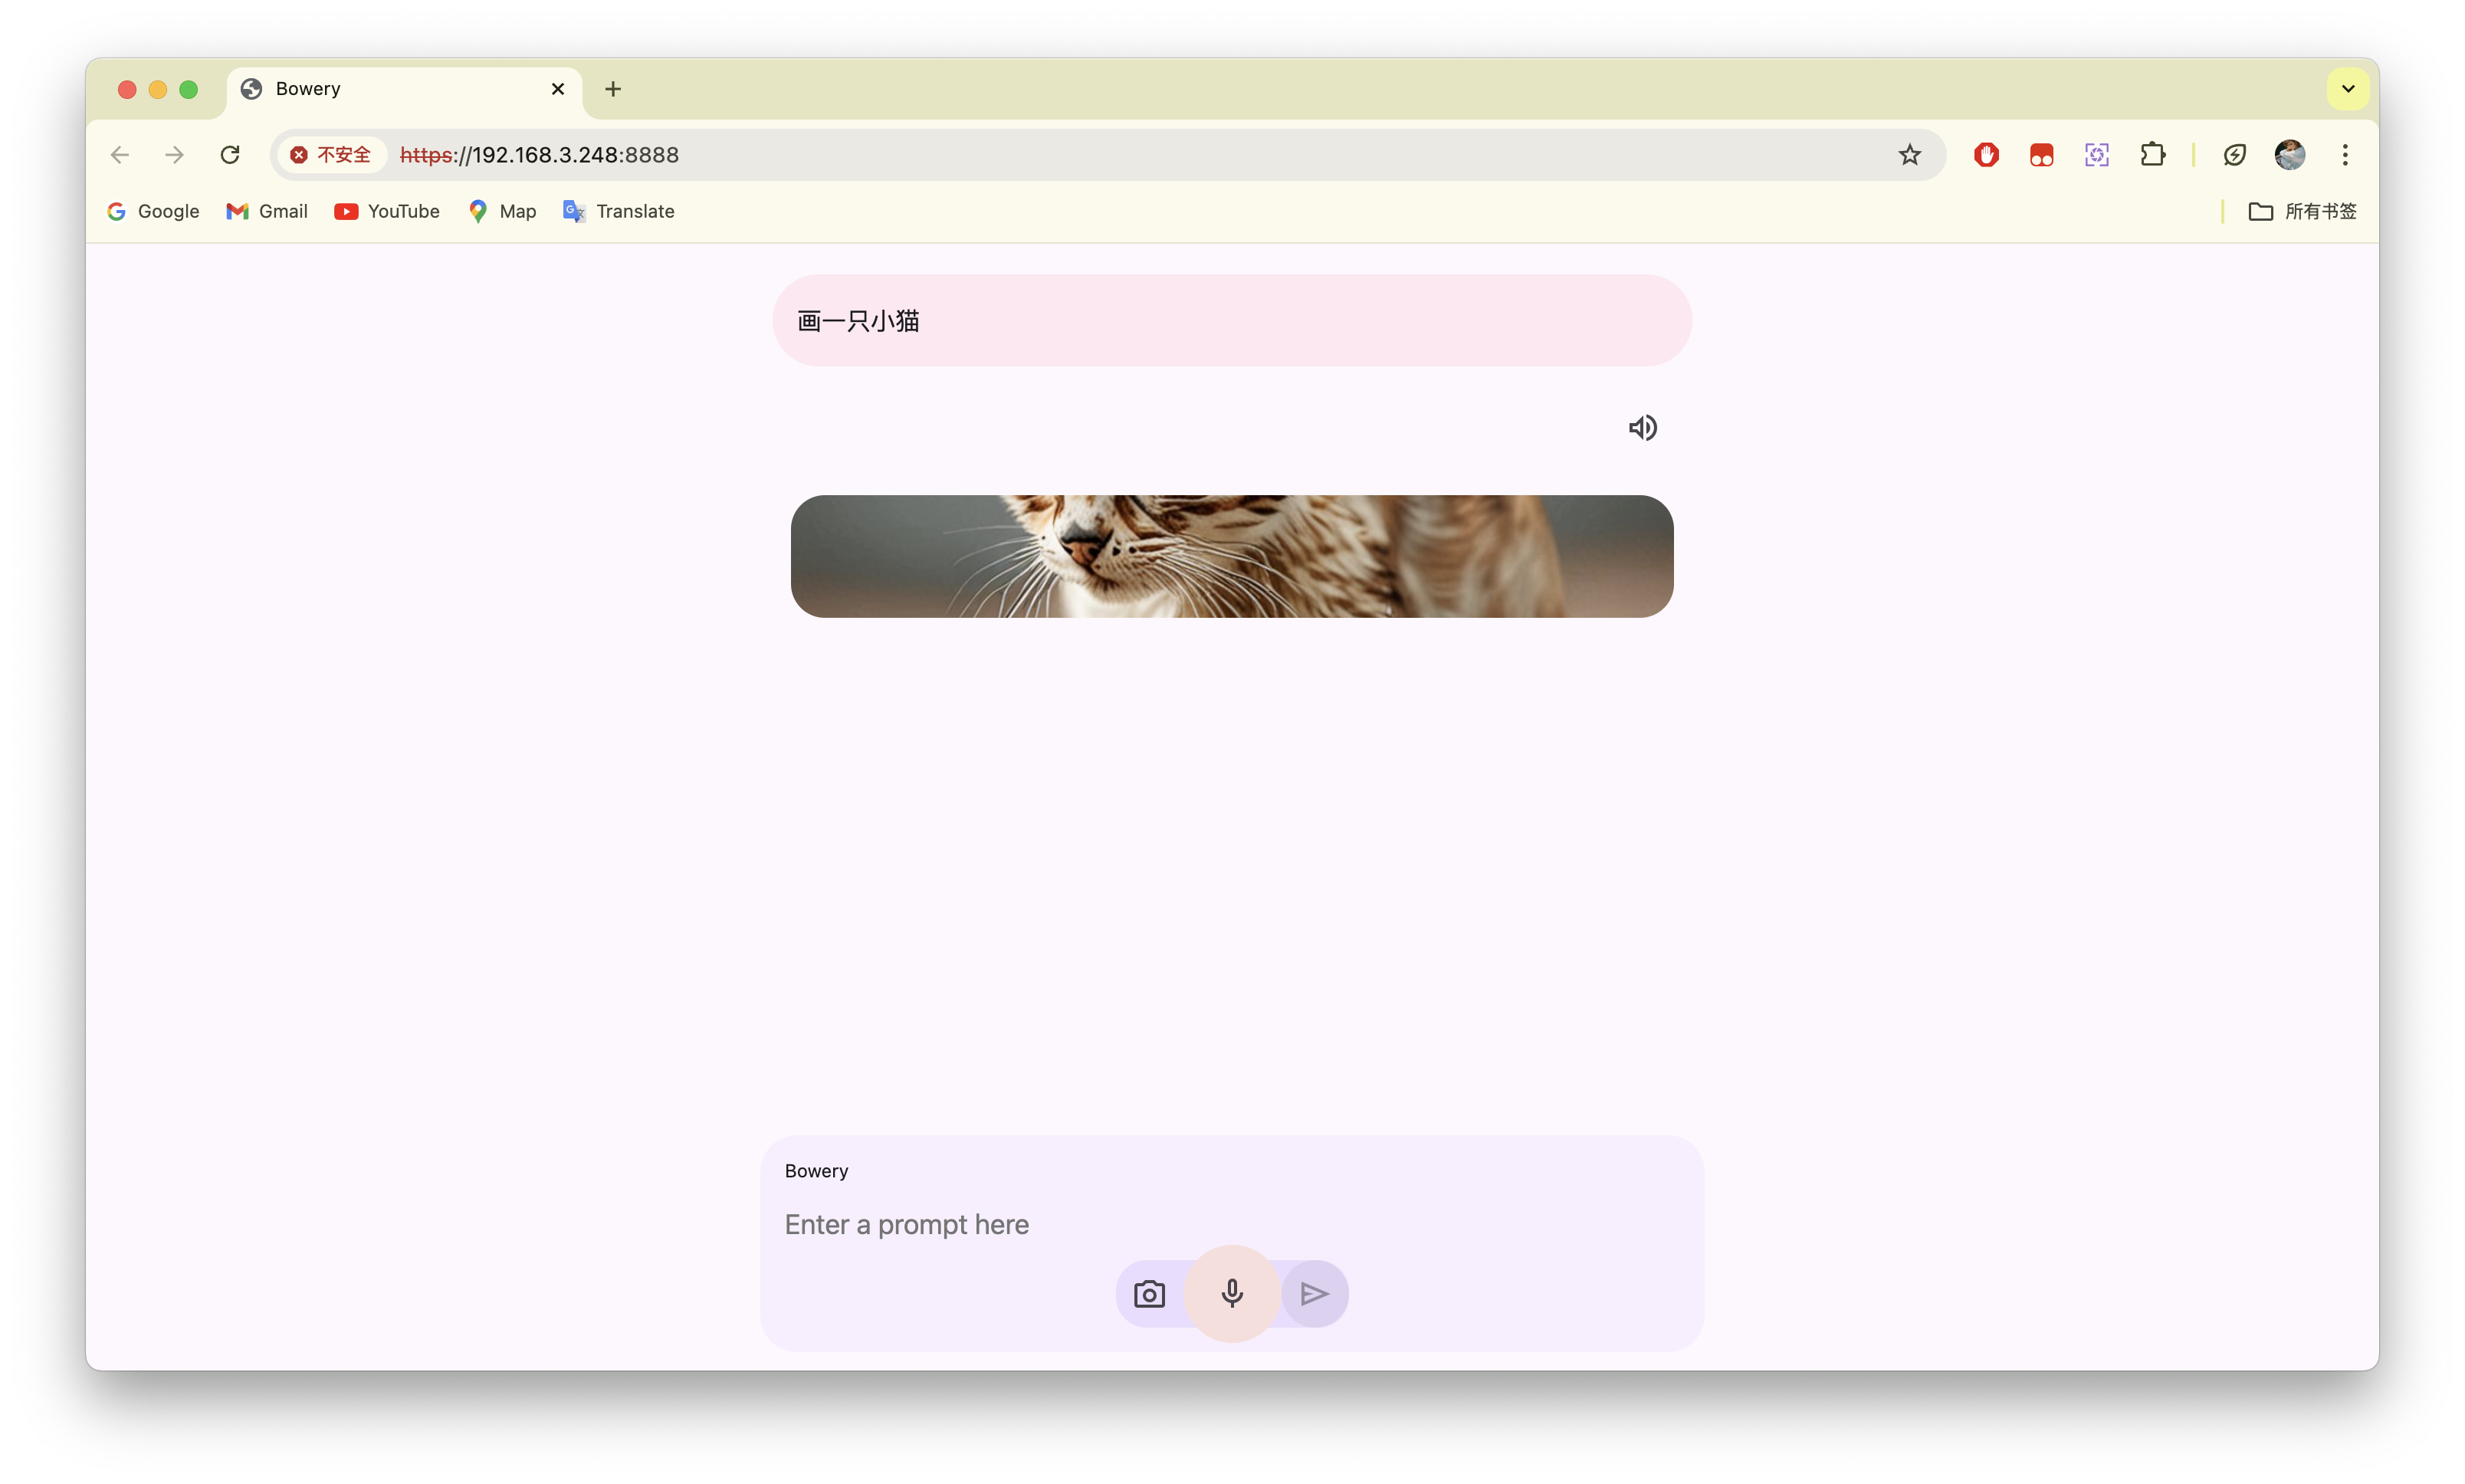 Bowery
不安全
https://192.168.3.248:8888
Google
Gmail
YouTube
Map
Translate
所有书签
画一只小猫
Bowery
Enter a prompt here